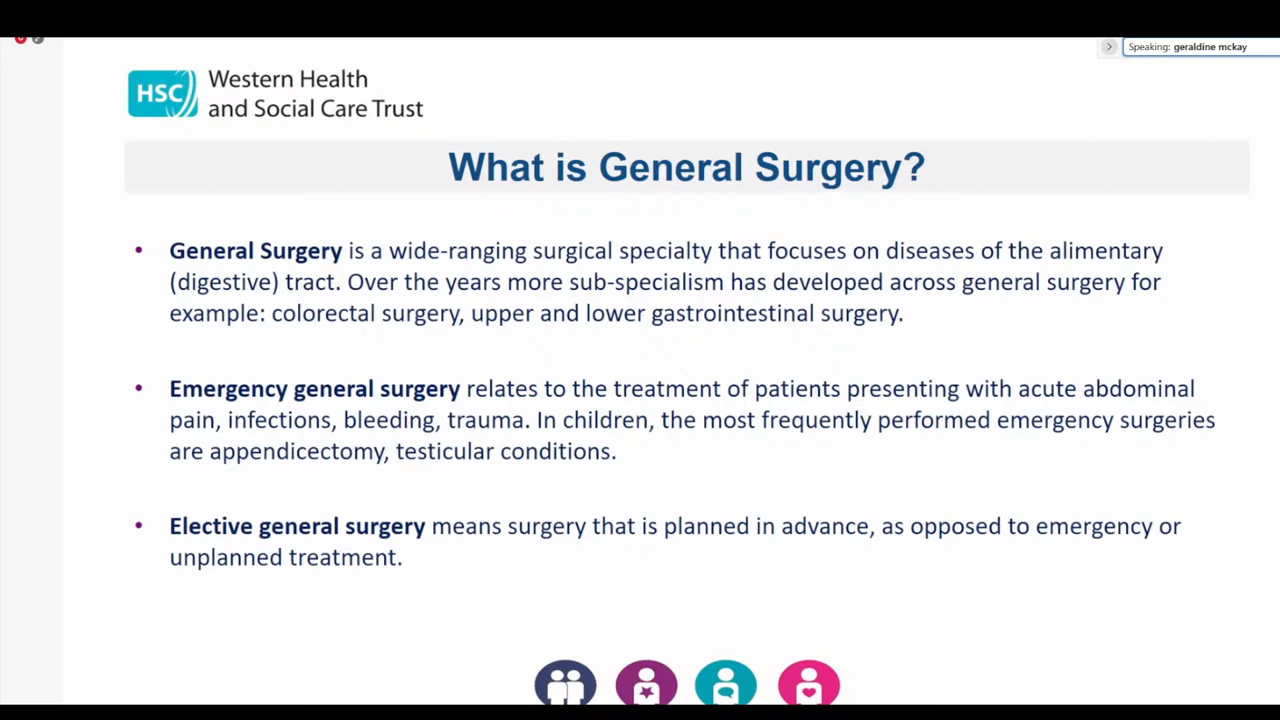 Speaking: geraldine mckay
HSC
Western Health
and Social Care Trust
What is General Surgery?
• General Surgery is a wide-ranging surgical specialty that focuses on diseases of the alimentary
(digestive) tract. Over the years more sub-specialism has developed across general surgery for
example: colorectal surgery, upper and lower gastrointestinal surgery.
• Emergency general surgery relates to the treatment of patients presenting with acute abdominal
pain, infections, bleeding, trauma. In children, the most frequently performed emergency surgeries
are appendicectomy, testicular conditions.
• Elective general surgery means surgery that is planned in advance, as opposed to emergency or
unplanned treatment.